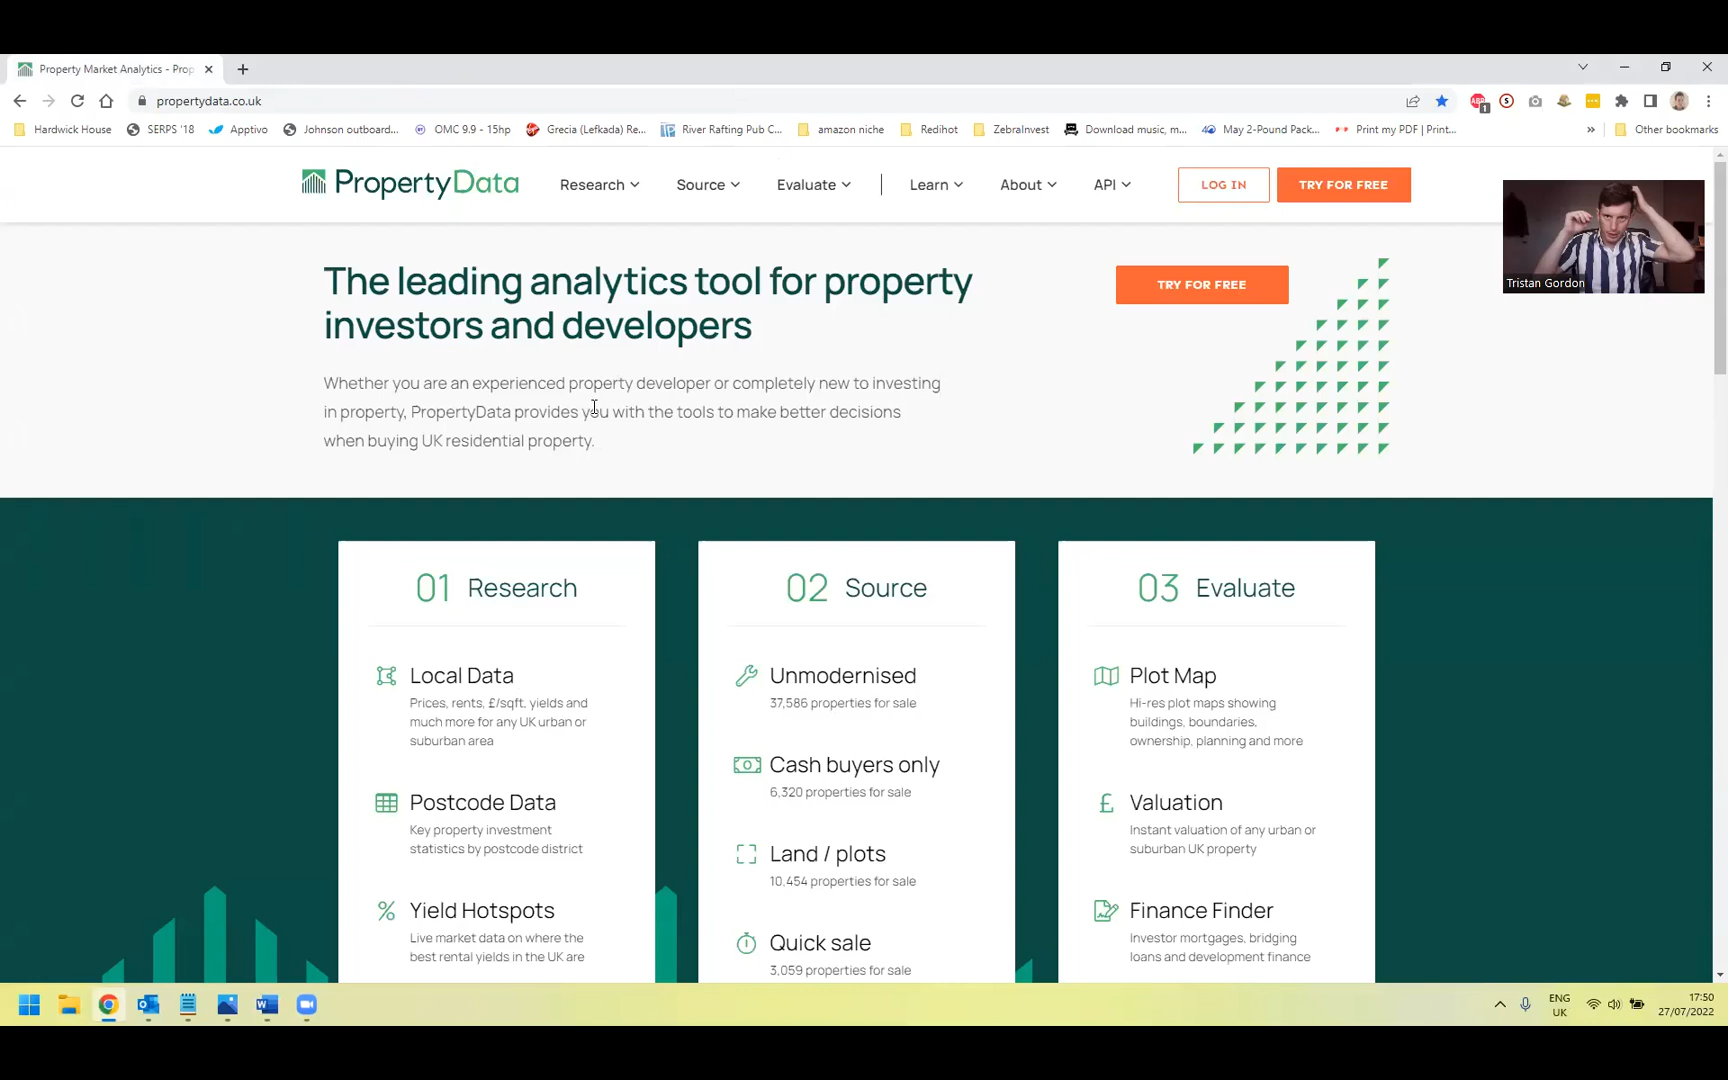 Property Market Analytics - Prop
propertydata.co.uk
ABP
1
Hardwick House
SERPS '18
Apptivo
Johnson outboard...
OMC 9.9 - 15hp
Grecia (Lefkada) Re...
River Rafting Pub C...
amazon niche
Redihot
ZebraInvest
Download music, m...
May 2-Pound Pack...
Print my PDF | Print...
»
Other bookmarks
PropertyData
Research
Source
Evaluate
Learn
About
API
LOG IN
TRY FOR FREE
The leading analytics tool for property
investors and developers
TRY FOR FREE
Tristan Gordon
Whether you are an experienced property developer or completely new to investing
in property, PropertyData provides you with the tools to make better decisions
when buying UK residential property.
01 Research
Local Data
Prices, rents, £/sqft, yields and
much more for any UK urban or
suburban area
Postcode Data
Key property investment
statistics by postcode district
% Yield Hotspots
Live market data on where the
best rental yields in the UK are
02 Source
Unmodernised
37,586 properties for sale
Cash buyers only
6,320 properties for sale
Land / plots
10,454 properties for sale
Quick sale
3,059 properties for sale
03 Evaluate
Plot Map
Hi-res plot maps showing
buildings, boundaries,
ownership, planning and more
£ Valuation
Instant valuation of any urban or
suburban UK property
Finance Finder
Investor mortgages, bridging
loans and development finance
ENG
UK
17:50
27/07/2022